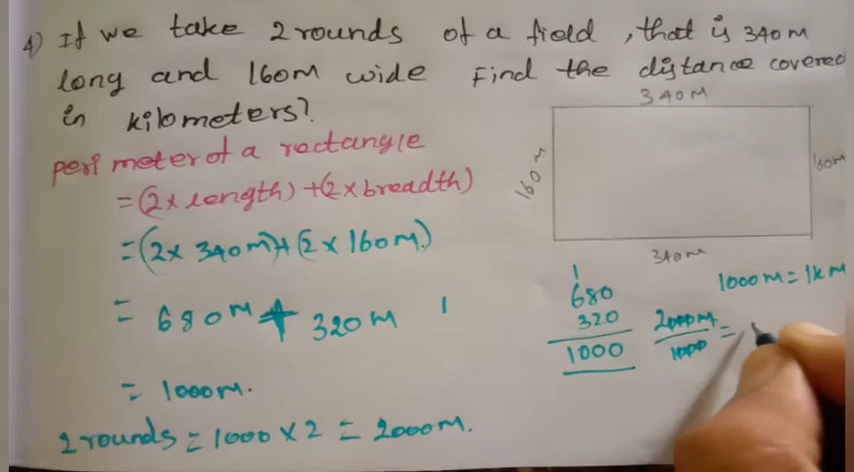 4) If we take 2 rounds of a field, that is 340M
long and 160M wide Find the distance covered
in kilometers?
perimeter of a rectangle
= (2 x length) + (2 x breadth)
= (2 x 340m) + (2 x 160m)
= 680m + 320m
= 1000m.
2 rounds = 1000 x 2 = 2000m.
340M
160m
160m
340m
1
680
320
1000
1000m = 1km
2000m
1000
=